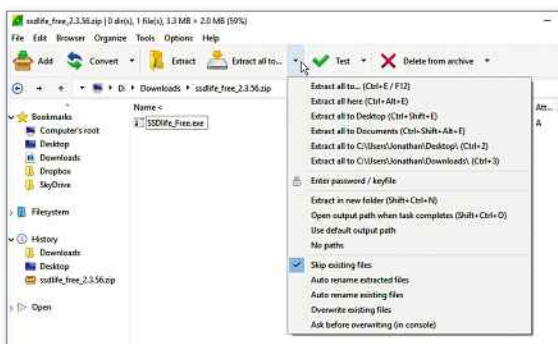 ssdlife_free_2.3.56.zip | 0 dir(s), 1 file(s), 3.3 MB > 2.0 MB (59%)
File Edit Browser Organize Tools Options Help
Add Convert Extract Extract all to... Test Delete from archive
D: Downloads ssdlife_free_2.3.56.zip
Bookmarks
Computer's root
Desktop
Downloads
Dropbox
SkyDrive
Filesystem
History
Downloads
Desktop
ssdlife_free_2.3.56.zip
Open
Name <
SSDlife_Free.exe
Att...
A
Extract all to... (Ctrl+E / F12)
Extract all here (Ctrl+Alt+E)
Extract all to Desktop (Ctrl+Shift+E)
Extract all to Documents (Ctrl+Shift+Alt+E)
Extract all to C:\Users\Jonathan\Desktop\ (Ctrl+2)
Extract all to C:\Users\Jonathan\Downloads\ (Ctrl+3)
Enter password / keyfile
Extract in new folder (Shift+Ctrl+N)
Open output path when task completes (Shift+Ctrl+O)
Use default output path
No paths
Skip existing files
Auto rename extracted files
Auto rename existing files
Overwrite existing files
Ask before overwriting (in console)